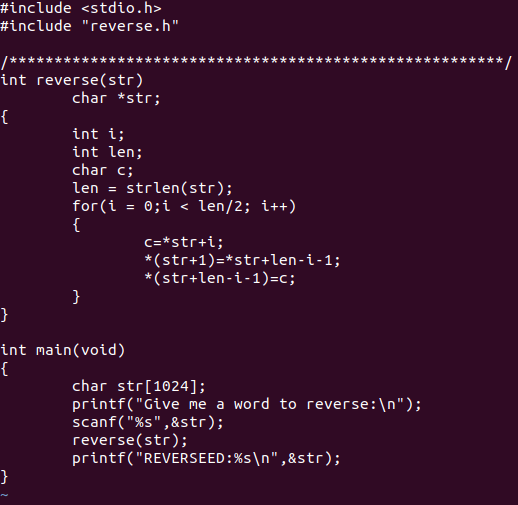 #include <stdio.h>
#include "reverse.h"
/*******************************************************/
int reverse(str)
char *str;
{
int i;
int len;
char c;
len = strlen(str);
for(i = 0;i < len/2; i++)
{
c=*str+i;
*(str+1)=*str+len-i-1;
*(str+len-i-1)=c;
}
}
int main(void)
{
char str[1024];
printf("Give me a word to reverse:\n");
scanf("%s",&str);
reverse(str);
printf("REVERSEED:%s\n",&str);
}
~